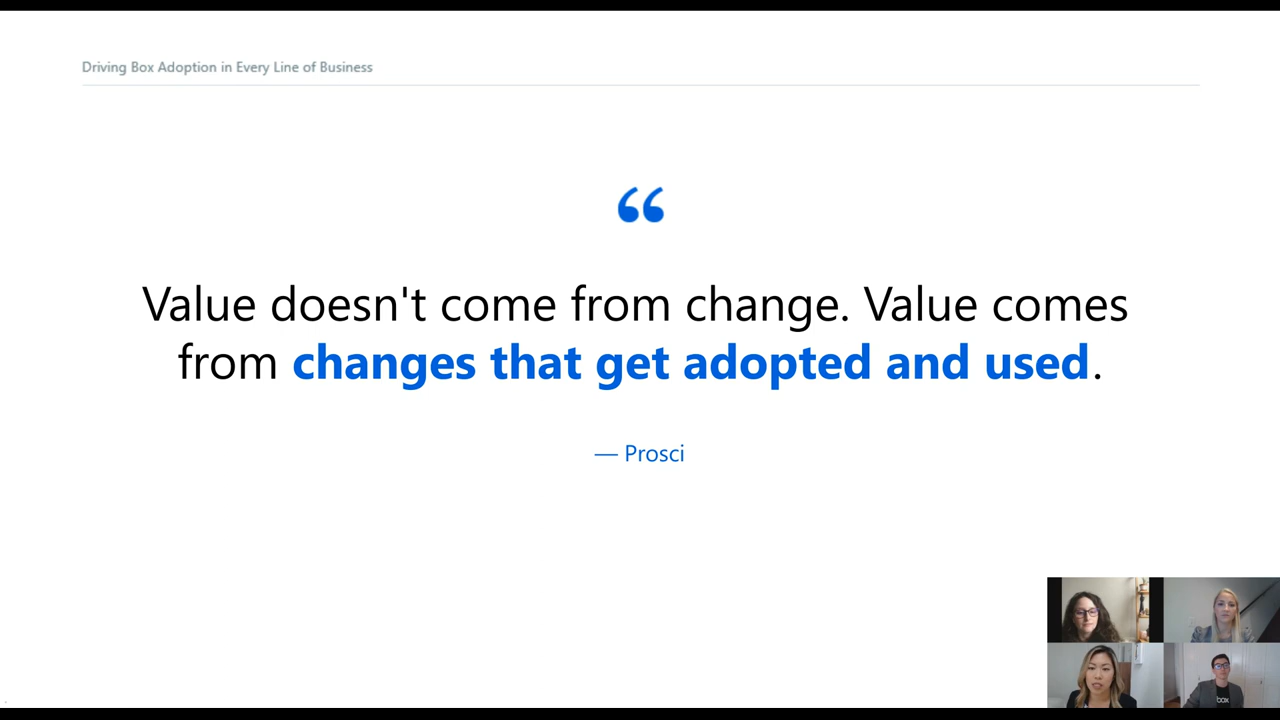 Driving Box Adoption in Every Line of Business
“
Value doesn't come from change. Value comes
from changes that get adopted and used.
— Prosci
box